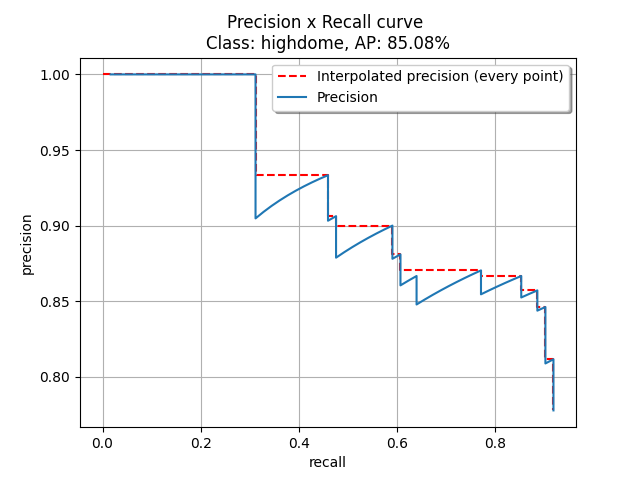 Precision x Recall curve
Class: highdome, AP: 85.08%
Interpolated precision (every point)
Precision
1.00
0.95
0.90
0.85
0.80
precision
0.0
0.2
0.4
0.6
0.8
recall